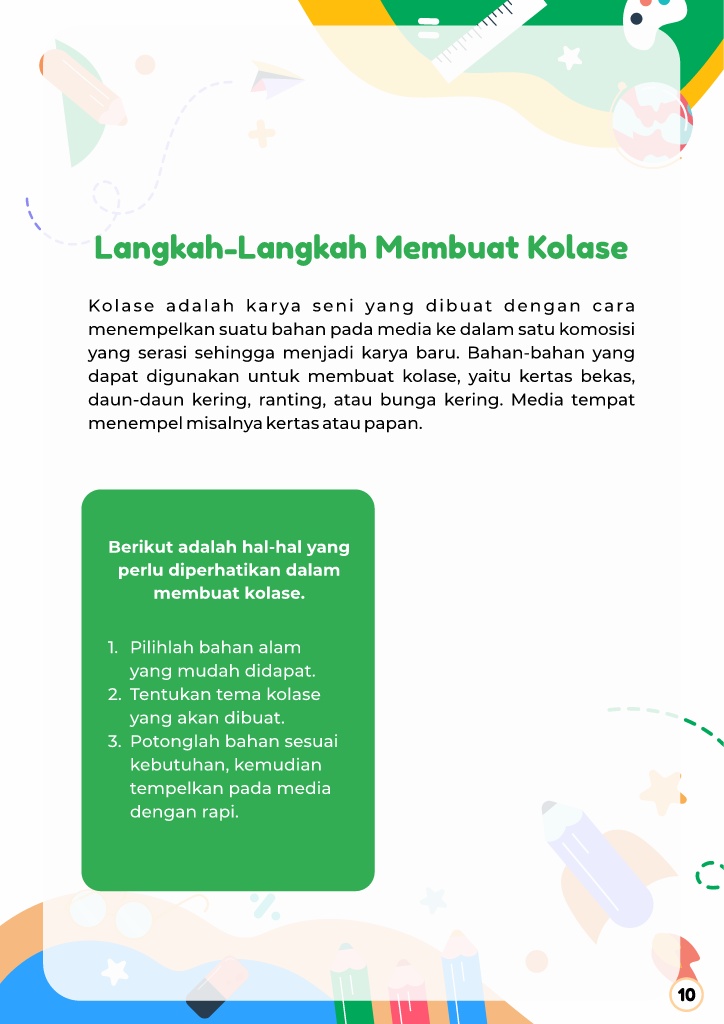 Langkah-Langkah Membuat Kolase
Kolase adalah karya seni yang dibuat dengan cara
menempelkan suatu bahan pada media ke dalam satu komosisi
yang serasi sehingga menjadi karya baru. Bahan-bahan yang
dapat digunakan untuk membuat kolase, yaitu kertas bekas,
daun-daun kering, ranting, atau bunga kering. Media tempat
menempel misalnya kertas atau papan.
Berikut adalah hal-hal yang
perlu diperhatikan dalam
membuat kolase.
1. Pilihlah bahan alam
yang mudah didapat.
2. Tentukan tema kolase
yang akan dibuat.
3. Potonglah bahan sesuai
kebutuhan, kemudian
tempelkan pada media
dengan rapi.
10